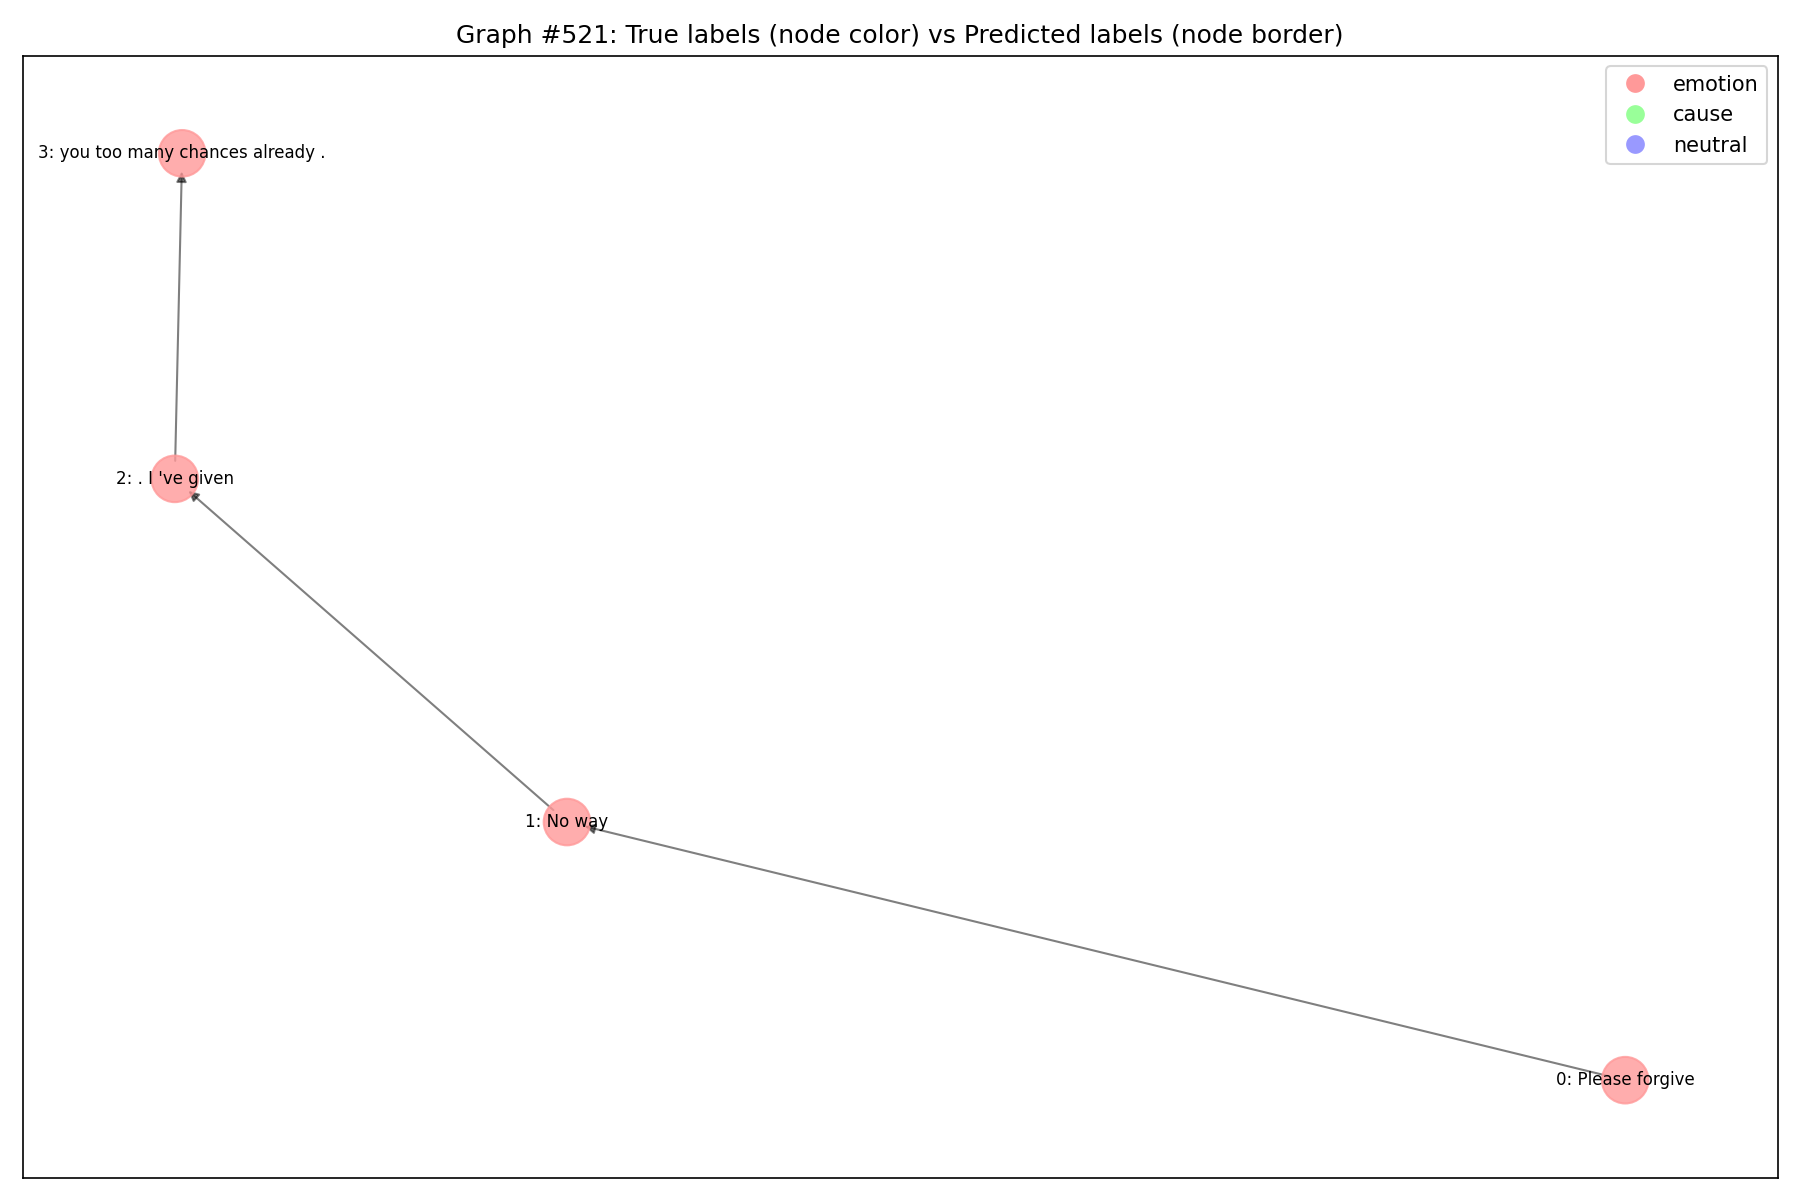 Graph #521: True labels (node color) vs Predicted labels (node border)
emotion
cause
neutral
3: you too many chances already .
2: . I 've given
1: No way
0: Please forgive